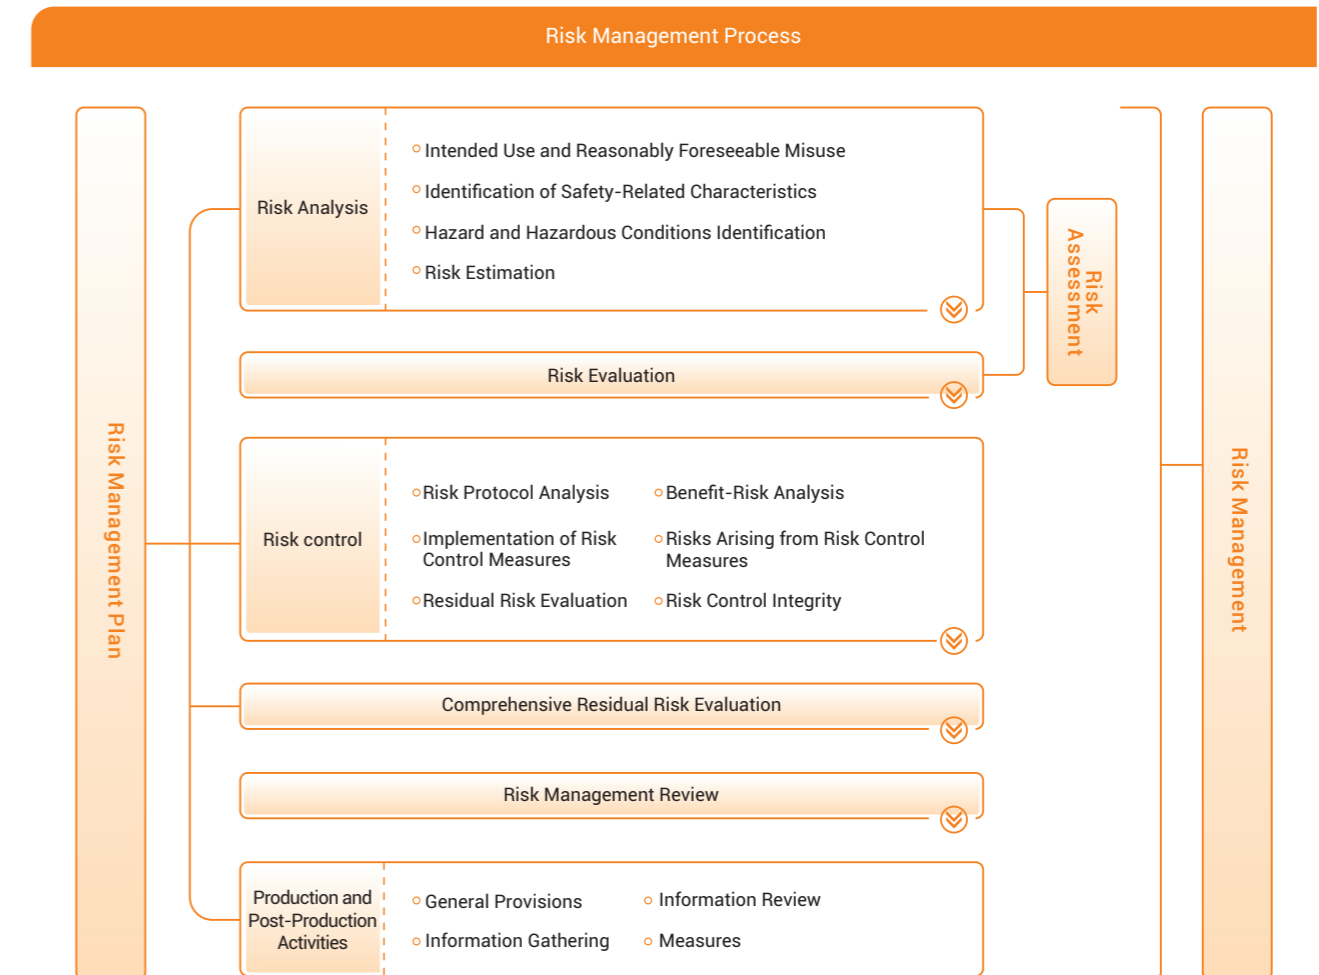 Risk Management Process
Risk Management Plan
Risk Analysis
Intended Use and Reasonably Foreseeable Misuse
Identification of Safety-Related Characteristics
Hazard and Hazardous Conditions Identification
Risk Estimation
Risk Evaluation
Risk
Assessment
Risk control
Risk Protocol Analysis
Benefit-Risk Analysis
Implementation of Risk
Control Measures
Risks Arising from Risk Control
Measures
Residual Risk Evaluation
Risk Control Integrity
Comprehensive Residual Risk Evaluation
Risk Management Review
Production and
Post-Production
Activities
General Provisions
Information Review
Information Gathering
Measures
Risk Management